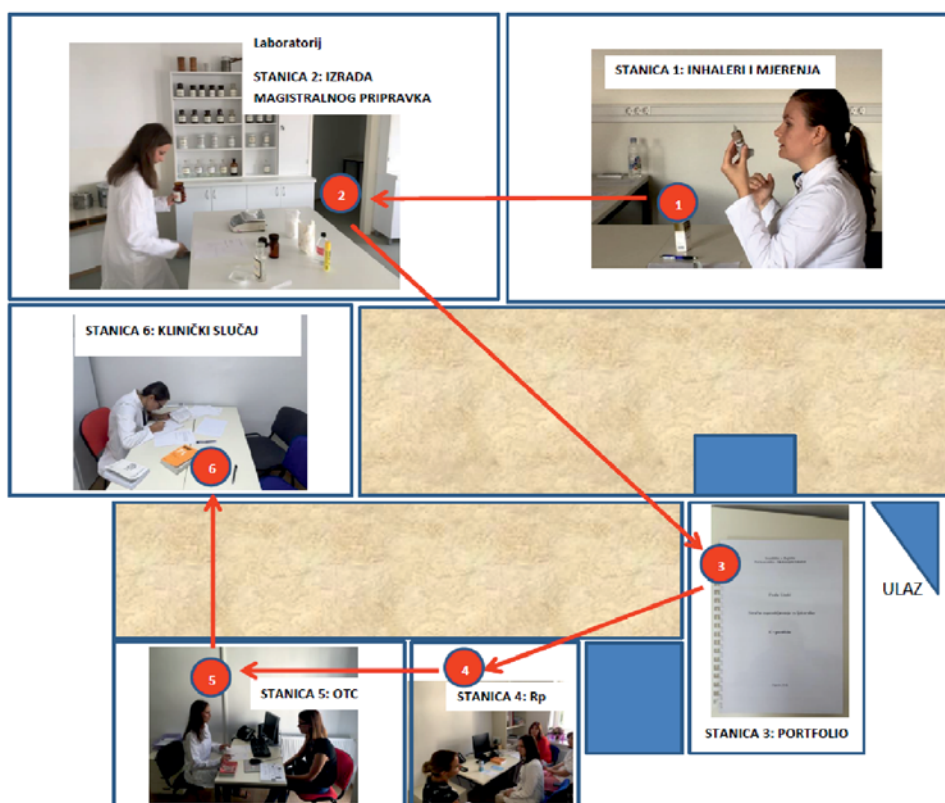 Laboratorij
STANICA 2: IZRADA
MAGISTRALNOG PRIPRAVKA
2
STANICA 1: INHALERI I MJERENJA
1
STANICA 6: KLINIČKI SLUČAJ
6
3
ULAZ
STANICA 3: PORTFOLIO
4
STANICA 4: Rp
5
STANICA 5: OTC